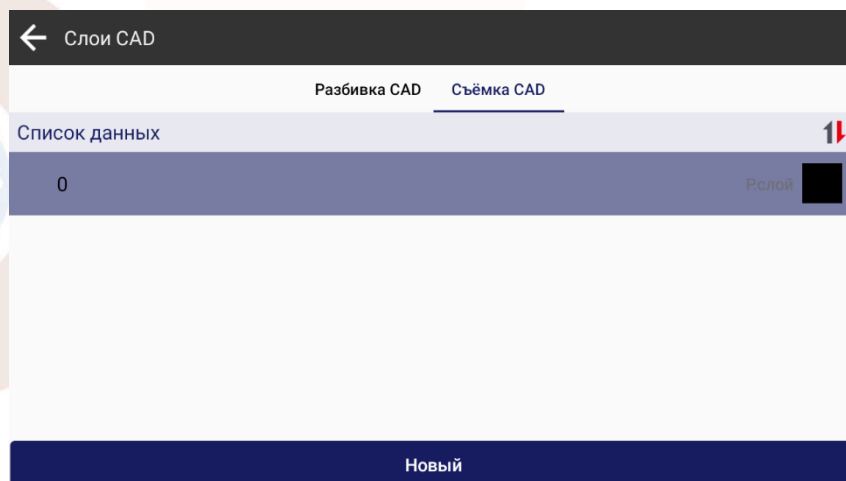 Слои CAD
Разбивка CAD Съёмка CAD
Список данных
0 Р.слой
Новый